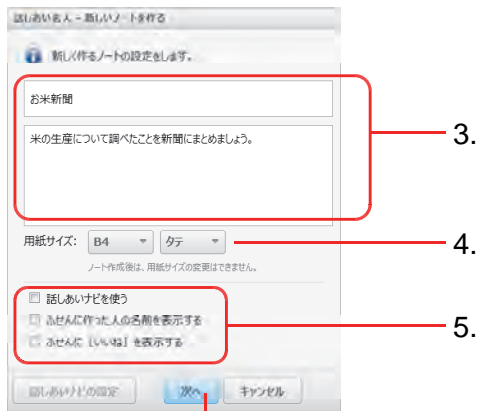 話しあい名人 - 新しいノートを作る
新しく作るノートの設定をします。
お米新聞
米の生産について調べたことを新聞にまとめましょう。
3.
用紙サイズ: B4 タテ
4.
ノート作成後は、用紙サイズの変更はできません。
話しあいナビを使う
ふせんに作った人の名前を表示する
5.
ふせんに [いいね] を表示する
話しあいナビの設定 次へ キャンセル